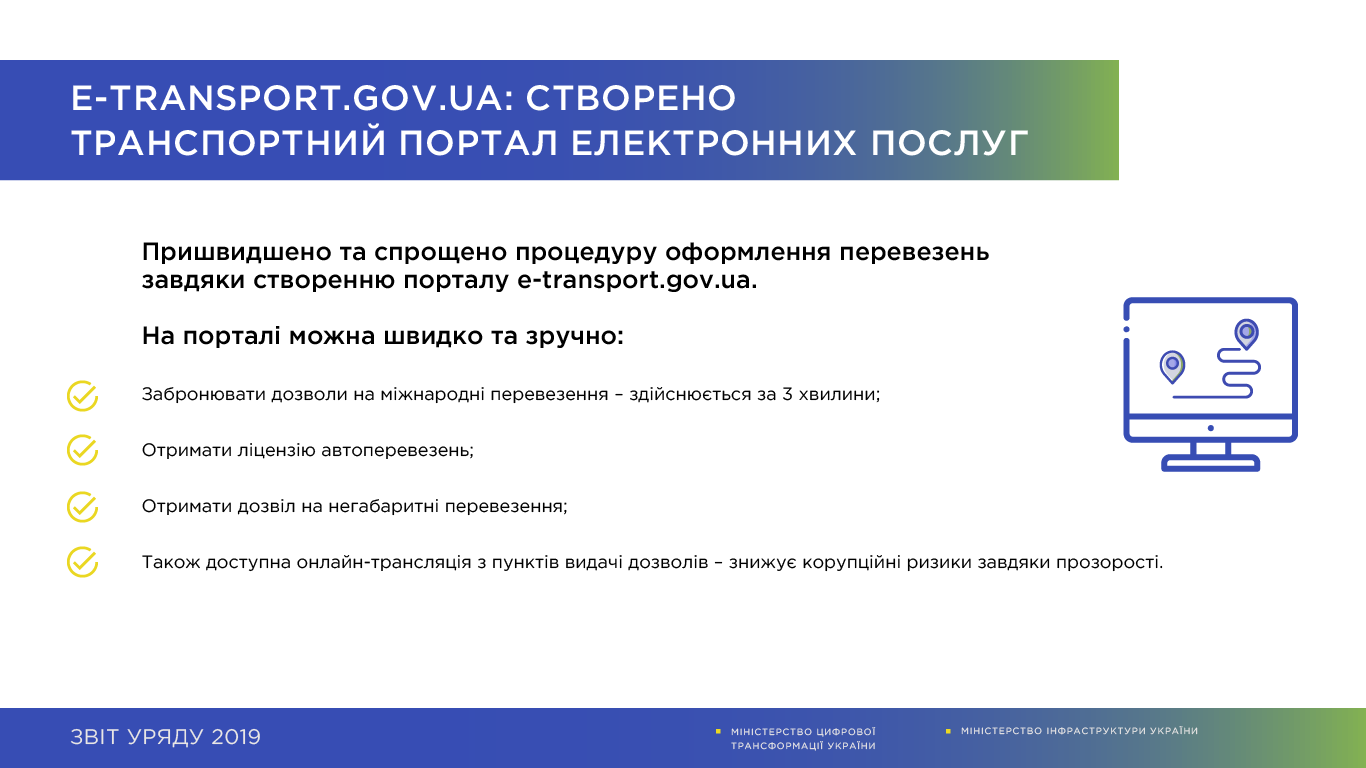 E-TRANSPORT.GOV.UA: СТВОРЕНО
ТРАНСПОРТНИЙ ПОРТАЛ ЕЛЕКТРОННИХ ПОСЛУГ
Пришвидшено та спрощено процедуру оформлення перевезень
завдяки створенню порталу e-transport.gov.ua.
На порталі можна швидко та зручно:
Забронювати дозволи на міжнародні перевезення – здійснюється за 3 хвилини;
Отримати ліцензію автоперевезень;
Отримати дозвіл на негабаритні перевезення;
Також доступна онлайн-трансляція з пунктів видачі дозволів – знижує корупційні ризики завдяки прозорості.
ЗВІТ УРЯДУ 2019
МІНІСТЕРСТВО ЦИФРОВОЇ
ТРАНСФОРМАЦІЇ УКРАЇНИ
МІНІСТЕРСТВО ІНФРАСТРУКТУРИ УКРАЇНИ